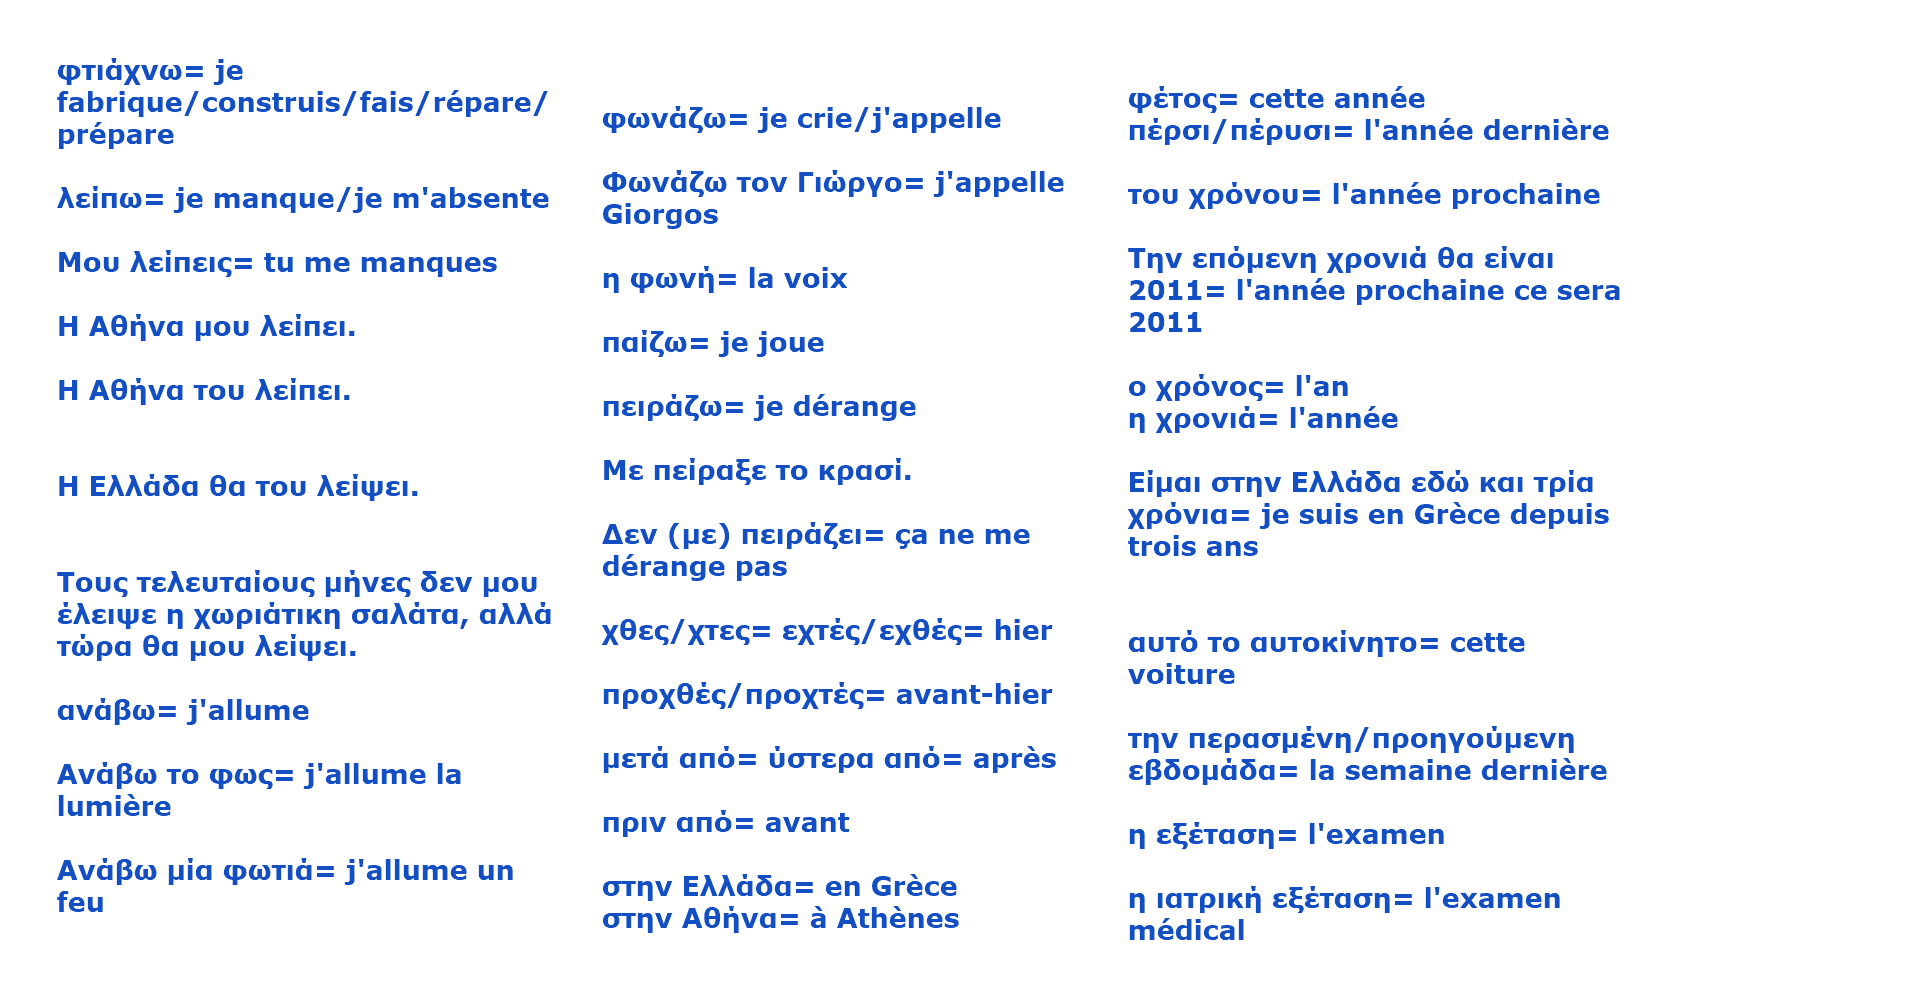 φτιάχνω= je
fabrique/construis/fais/répare/
prépare
λείπω= je manque/je m'absente
Μου λείπεις= tu me manques
Η Αθήνα μου λείπει.
Η Αθήνα του λείπει.
Η Ελλάδα θα του λείψει.
Τους τελευταίους μήνες δεν μου
έλειψε η χωριάτικη σαλάτα, αλλά
τώρα θα μου λείψει.
ανάβω= j'allume
Ανάβω το φως= j'allume la
lumière
Ανάβω μία φωτιά= j'allume un
feu
φωνάζω= je crie/j'appelle
Φωνάζω τον Γιώργο= j'appelle
Giorgos
η φωνή= la voix
παίζω= je joue
πειράζω= je dérange
Με πείραξε το κρασί.
Δεν (με) πειράζει= ça ne me
dérange pas
χθες/χτες= εχτές/εχθές= hier
προχθές/προχτές= avant-hier
μετά από= ύστερα από= après
πριν από= avant
στην Ελλάδα= en Grèce
στην Αθήνα= à Athènes
φέτος= cette année
πέρσι/πέρυσι= l'année dernière
του χρόνου= l'année prochaine
Την επόμενη χρονιά θα είναι
2011= l'année prochaine ce sera
2011
ο χρόνος= l'an
η χρονιά= l'année
Είμαι στην Ελλάδα εδώ και τρία
χρόνια= je suis en Grèce depuis
trois ans
αυτό το αυτοκίνητο= cette
voiture
την περασμένη/προηγούμενη
εβδομάδα= la semaine dernière
η εξέταση= l'examen
η ιατρική εξέταση= l'examen
médical